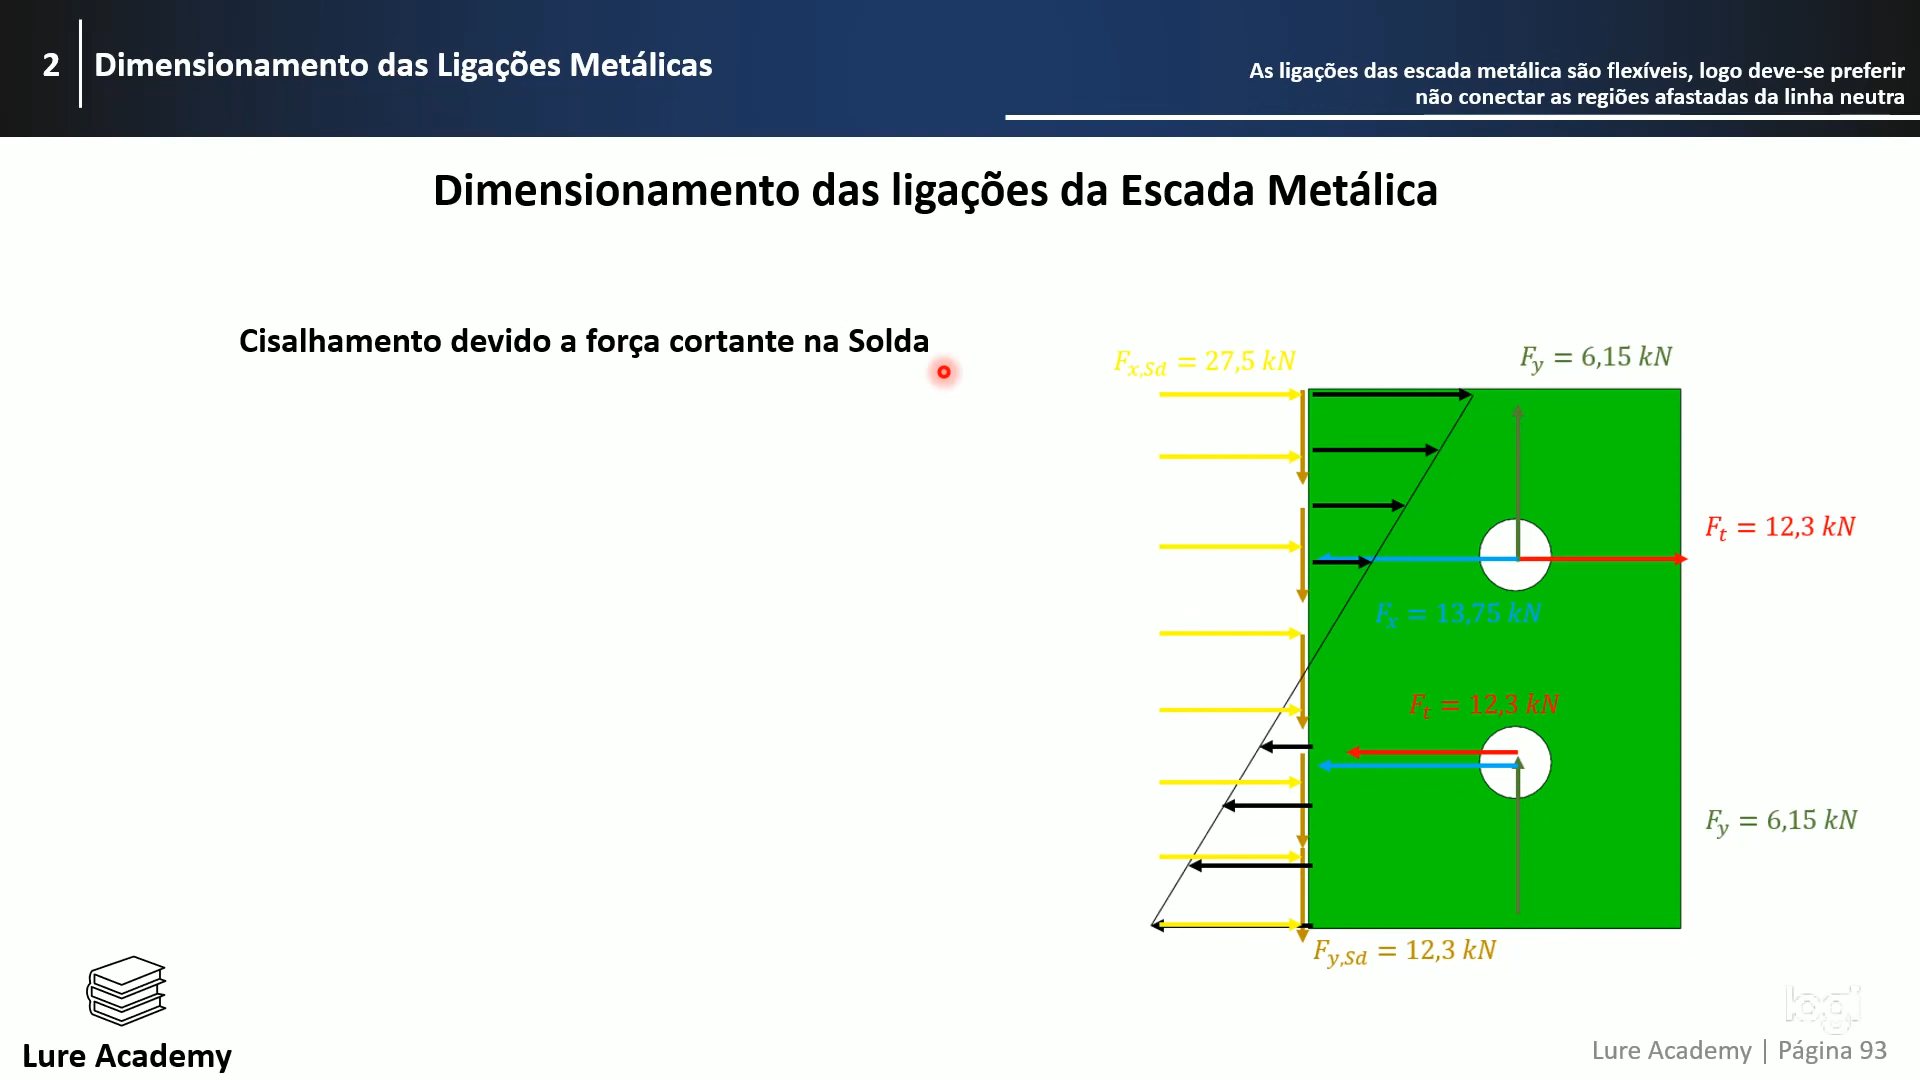 2
Dimensionamento das Ligações Metálicas
As ligações das escada metálica são flexíveis, logo deve-se preferir
não conectar as regiões afastadas da linha neutra
Dimensionamento das ligações da Escada Metálica
Cisalhamento devido a força cortante na Solda
F_{x,Sd} = 27,5 kN
F_y = 6,15 kN
F_t = 12,3 kN
F_x = 13,75 kN
F_t = 12,3 kN
F_y = 6,15 kN
F_{y,Sd} = 12,3 kN
logi
Lure Academy
Lure Academy | Página 93